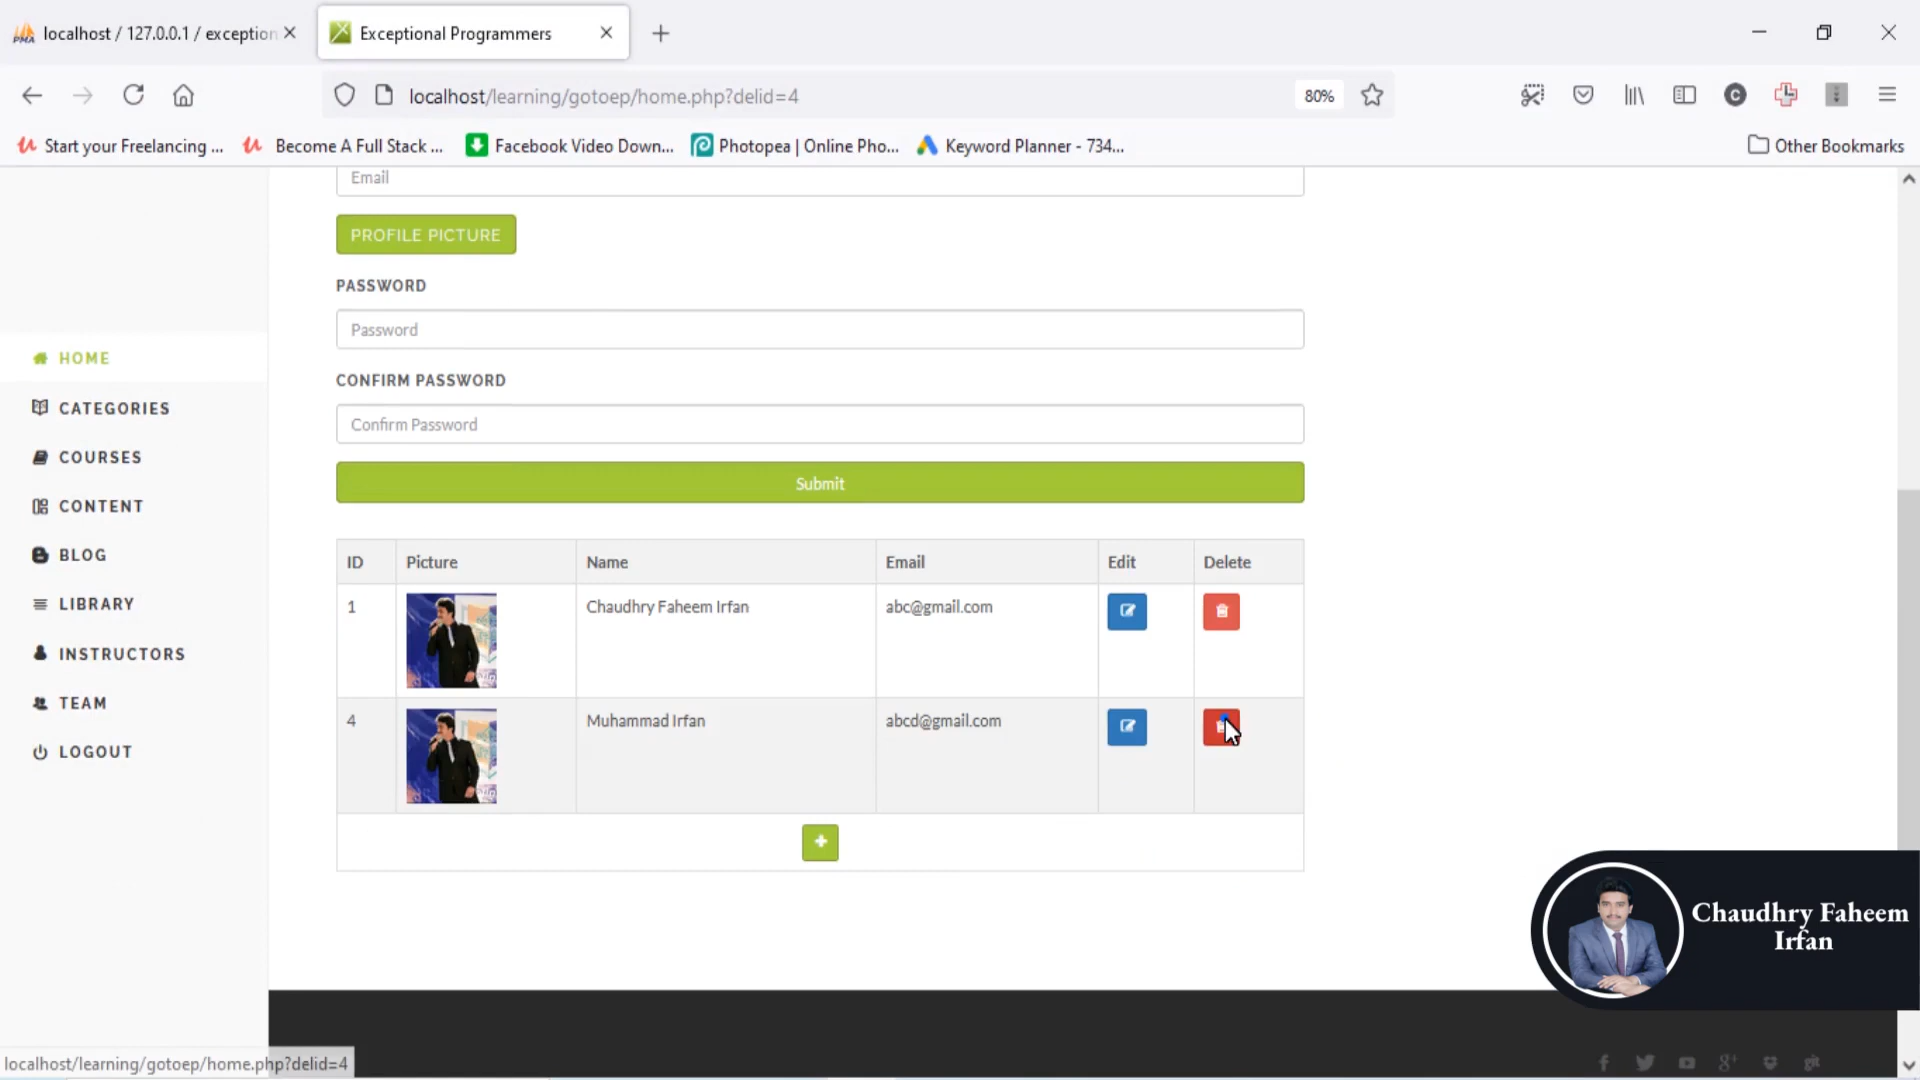 localhost / 127.0.0.1 / exception
Exceptional Programmers
localhost/learning/gotoep/home.php?delid=4
80%
Start your Freelancing ...
Become A Full Stack ...
Facebook Video Down...
Photopea | Online Pho...
Keyword Planner - 734...
Other Bookmarks
Email
PROFILE PICTURE
PASSWORD
Password
CONFIRM PASSWORD
Confirm Password
Submit
HOME
CATEGORIES
COURSES
CONTENT
BLOG
LIBRARY
INSTRUCTORS
TEAM
LOGOUT
ID Picture Name Email Edit Delete
1 Chaudhry Faheem Irfan abc@gmail.com
4 Muhammad Irfan abcd@gmail.com
Chaudhry Faheem
Irfan
localhost/learning/gotoep/home.php?delid=4